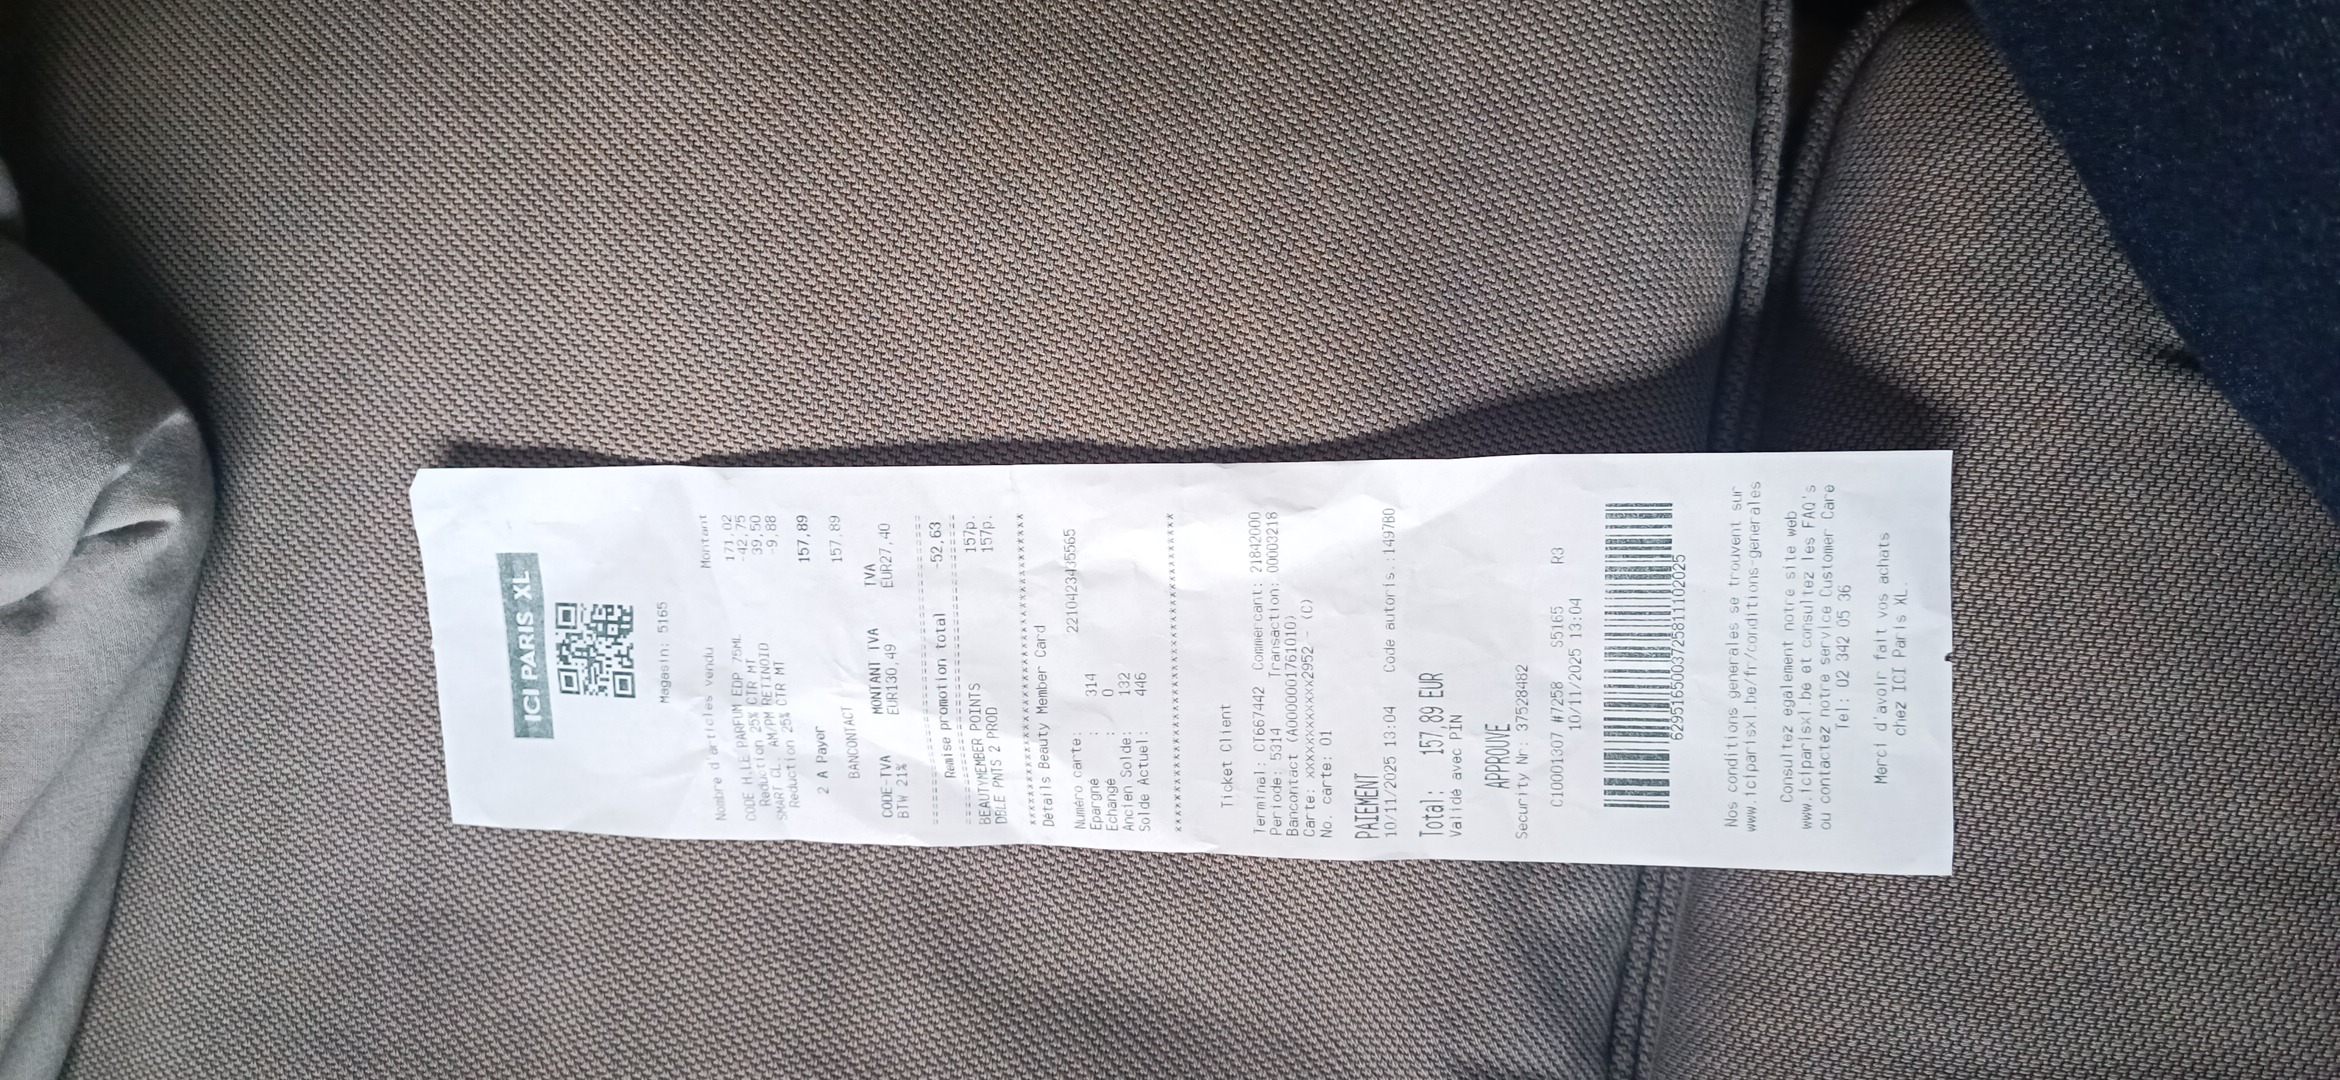 ICI PARIS XL
Magasin: 5165
Nombre d'articles vendu Montant
CODE H.LE PARFUM EDP 75ML 171,02
Reduction 25% CTR MT -42,75
SMART CL. AM/PM RETINOID 39,50
Reduction 25% CTR MT -9,88
2 A Payer 157,89
BANCONTACT 157,89
CODE-TVA MONTANT TVA TVA
BTW 21% EUR130,49 EUR27,40
Remise promotion total -52,63
BEAUTYMEMBER POINTS 157p.
DBLE PNTS 2 PROD 157p.
Détails Beauty Member Card
Numéro carte: 2210423435565
Epargné : 314
Echangé : 0
Ancien Solde: 132
Solde Actuel: 446
Ticket Client
Terminal: CT667442 Commercant: 21842000
Periode: 5314 Transaction: 00003218
Bancontact (A0000001761010)
Carte: xxxxxxxxxxxxx2952 - (C)
No. carte: 01
PAIEMENT
10/11/2025 13:04 Code autoris.:149780
Total: 157,89 EUR
Validé avec PIN
APPROUVE
Security Nr: 37528482
C100001307 #7258 S5165 R3
10/11/2025 13:04
629516500372581110202­5
Nos conditions générales se trouvent sur
www.iciparisxl.be/fr/conditions-generales
Consultez également notre site web
www.iciparisxl.be et consultez les FAQ's
ou contactez notre service Customer Care
Tel: 02 342 05 36
Merci d'avoir fait vos achats
chez ICI Paris XL.